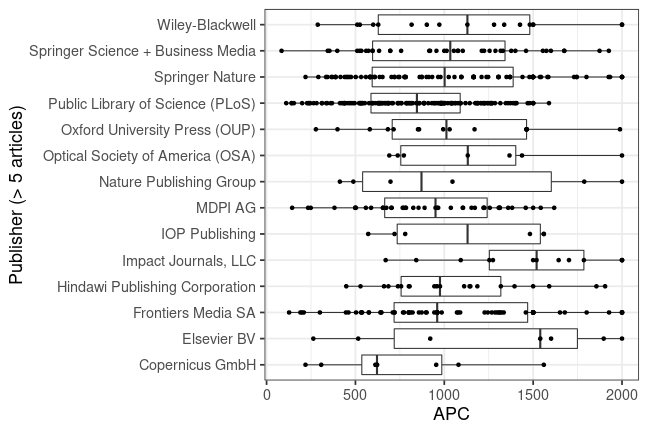 Publisher (> 5 articles)
Wiley-Blackwell
Springer Science + Business Media
Springer Nature
Public Library of Science (PLoS)
Oxford University Press (OUP)
Optical Society of America (OSA)
Nature Publishing Group
MDPI AG
IOP Publishing
Impact Journals, LLC
Hindawi Publishing Corporation
Frontiers Media SA
Elsevier BV
Copernicus GmbH
0 500 1000 1500 2000
APC